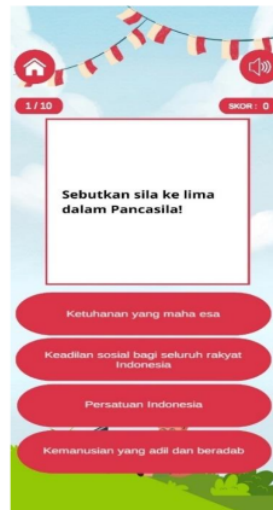 1 / 10
SKOR : 0
Sebutkan sila ke lima
dalam Pancasila!
Ketuhanan yang maha esa
Keadilan sosial bagi seluruh rakyat
Indonesia
Persatuan Indonesia
Kemanusian yang adil dan beradab